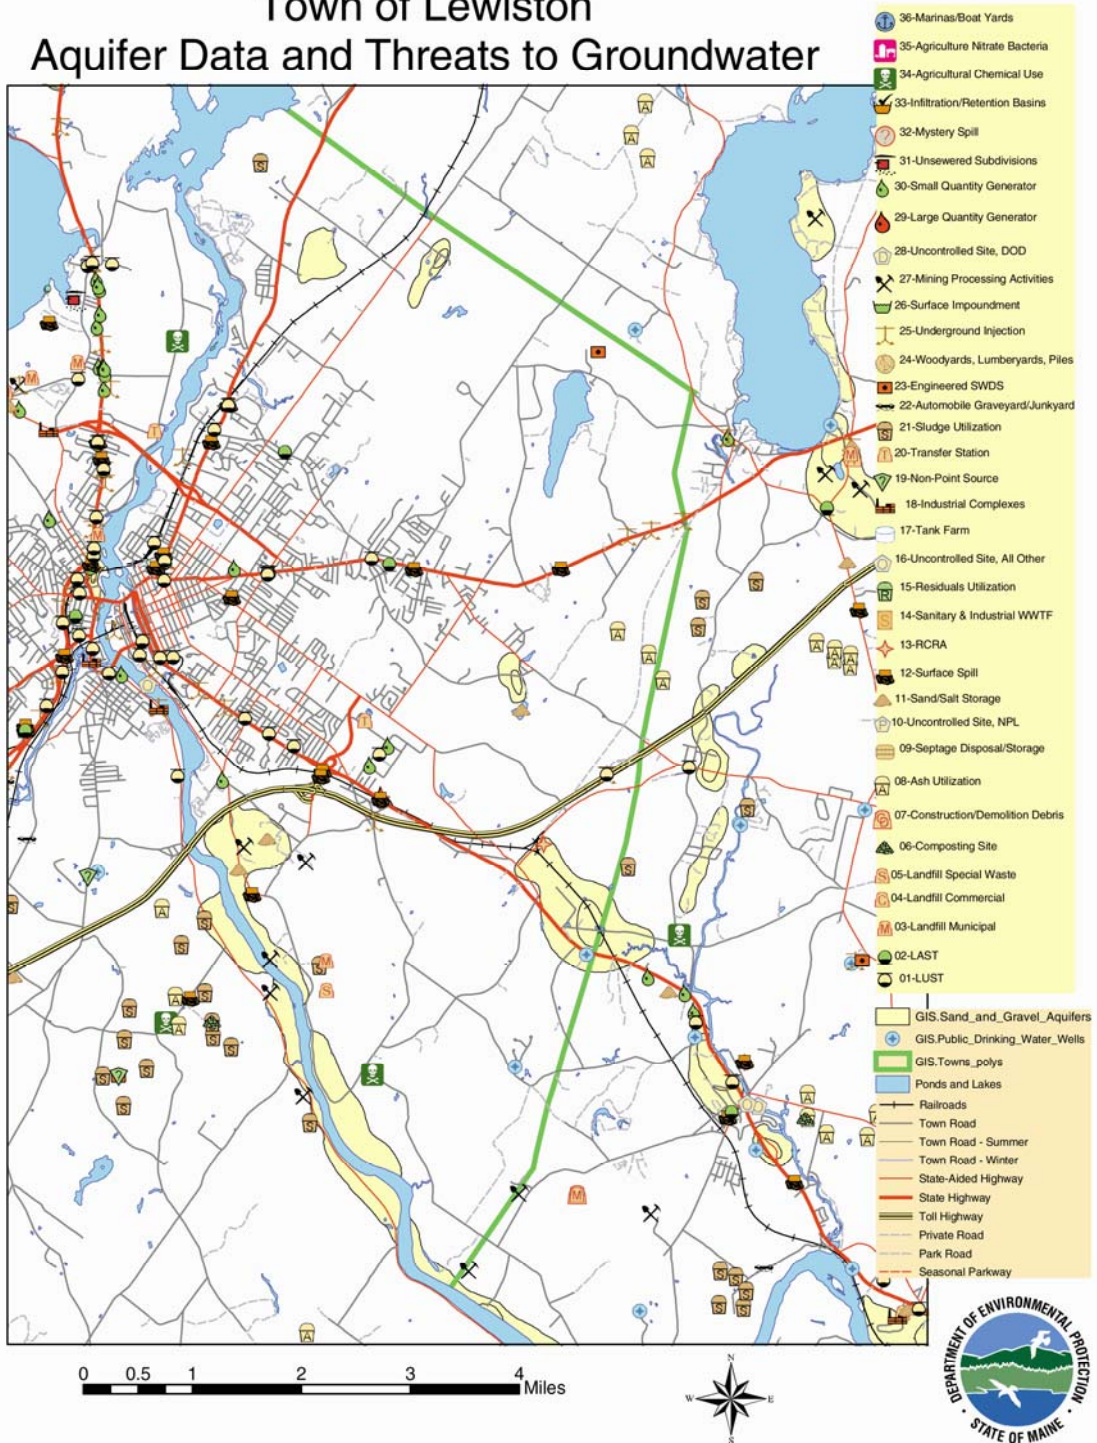 Town of Lewiston
Aquifer Data and Threats to Groundwater
36-Marinas/Boat Yards
35-Agriculture Nitrate Bacteria
34-Agricultural Chemical Use
33-Infiltration/Retention Basins
32-Mystery Spill
31-Unsewered Subdivisions
30-Small Quantity Generator
29-Large Quantity Generator
28-Uncontrolled Site, DOD
27-Mining Processing Activities
26-Surface Impoundment
25-Underground Injection
24-Woodyards, Lumberyards, Piles
23-Engineered SWDS
22-Automobile Graveyard/Junkyard
21-Sludge Utilization
20-Transfer Station
19-Non-Point Source
18-Industrial Complexes
17-Tank Farm
16-Uncontrolled Site, All Other
15-Residuals Utilization
14-Sanitary & Industrial WWTF
13-RCRA
12-Surface Spill
11-Sand/Salt Storage
10-Uncontrolled Site, NPL
09-Septage Disposal/Storage
08-Ash Utilization
07-Construction/Demolition Debris
06-Composting Site
05-Landfill Special Waste
04-Landfill Commercial
03-Landfill Municipal
02-LAST
01-LUST
GIS.Sand_and_Gravel_Aquifers
GIS.Public_Drinking_Water_Wells
GIS.Towns_polys
Ponds and Lakes
Railroads
Town Road
Town Road - Summer
Town Road - Winter
State-Aided Highway
State Highway
Toll Highway
Private Road
Park Road
Seasonal Parkway
0 0.5 1 2 3 4 Miles
N
W E
S
DEPARTMENT OF ENVIRONMENTAL PROTECTION
STATE OF MAINE